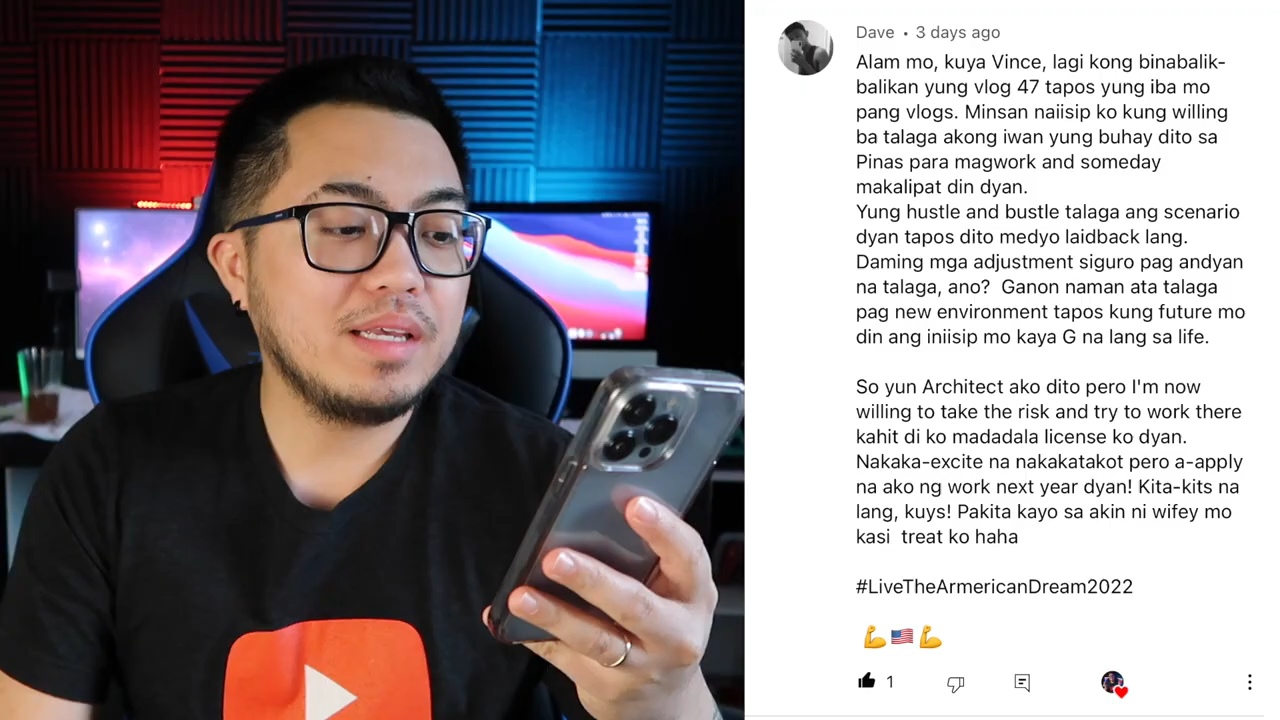 Dave • 3 days ago
Alam mo, kuya Vince, lagi kong binabalik-
balikan yung vlog 47 tapos yung iba mo
pang vlogs. Minsan naiisip ko kung willing
ba talaga akong iwan yung buhay dito sa
Pinas para magwork and someday
makalipat din dyan.
Yung hustle and bustle talaga ang scenario
dyan tapos dito medyo laidback lang.
Daming mga adjustment siguro pag andyan
na talaga, ano?  Ganon naman ata talaga
pag new environment tapos kung future mo
din ang iniisip mo kaya G na lang sa life.
So yun Architect ako dito pero I'm now
willing to take the risk and try to work there
kahit di ko madadala license ko dyan.
Nakaka-excite na nakakatakot pero a-apply
na ako ng work next year dyan! Kita-kits na
lang, kuys! Pakita kayo sa akin ni wifey mo
kasi  treat ko haha
#LiveTheArmericanDream2022
💪🇺🇸💪
1